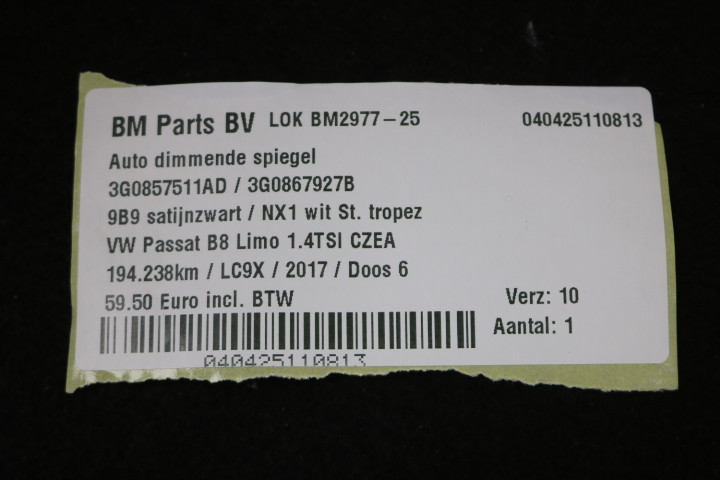 BM Parts BV LOK BM2977-25 040425110813
Auto dimmende spiegel
3G0857511AD / 3G0867927B
9B9 satijnzwart / NX1 wit St. tropez
VW Passat B8 Limo 1.4TSI CZEA
194.238km / LC9X / 2017 / Doos 6
59.50 Euro incl. BTW Verz: 10
Aantal: 1
040425110813